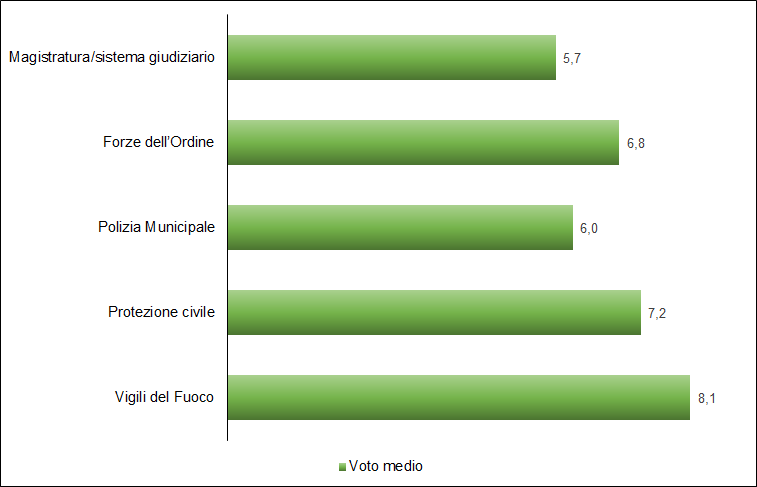 Magistratura/sistema giudiziario 5,7
Forze dell'Ordine 6,8
Polizia Municipale 6,0
Protezione civile 7,2
Vigili del Fuoco 8,1
Voto medio